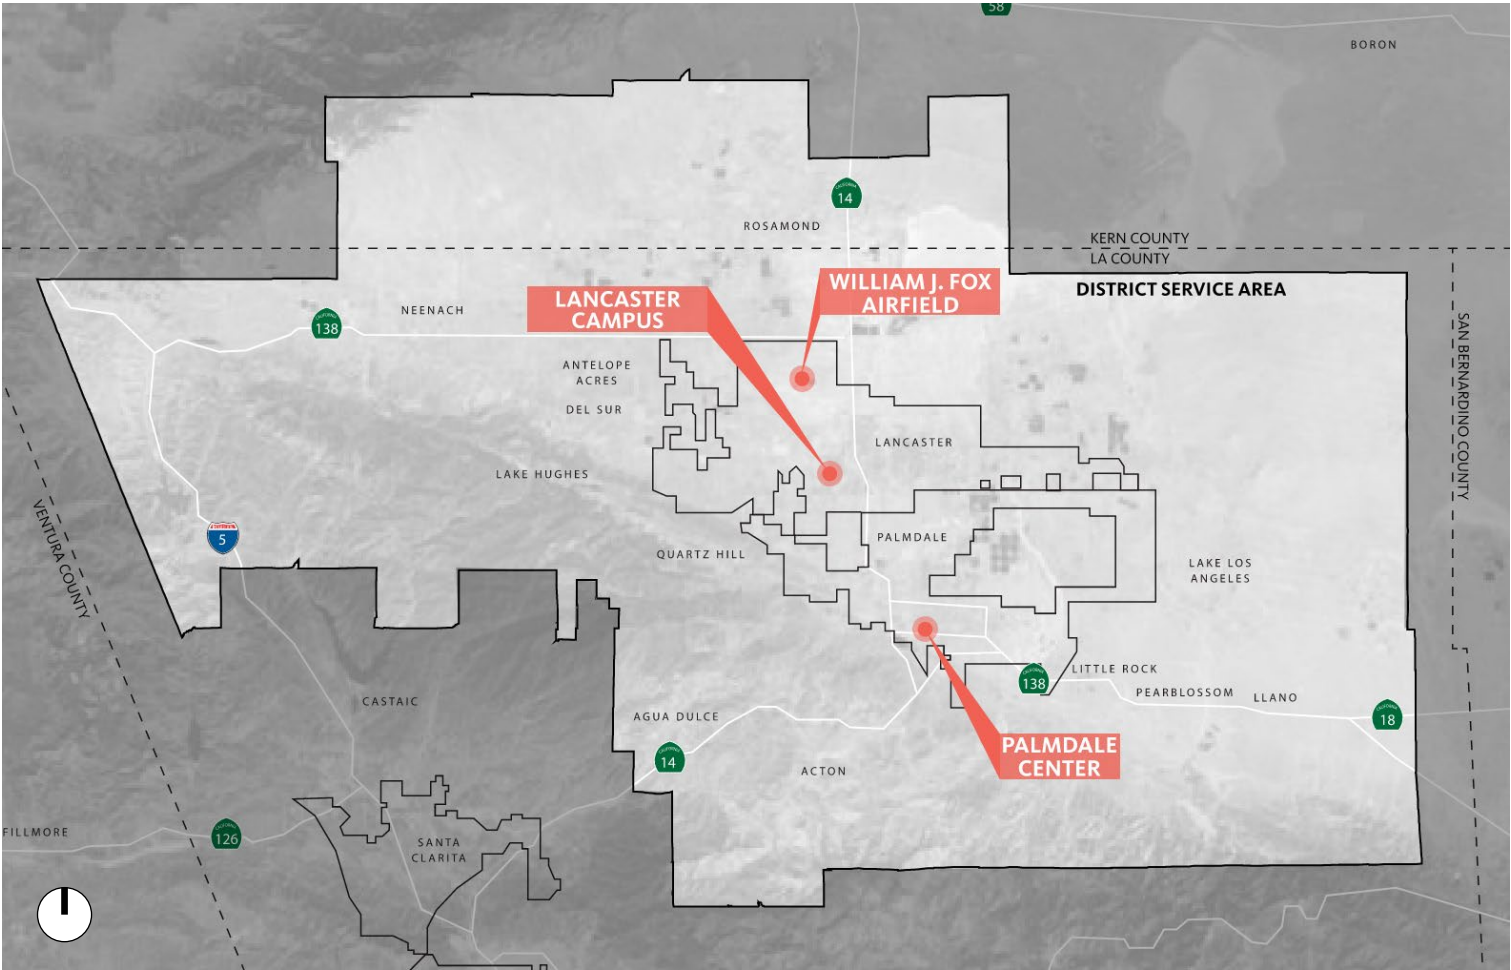 58
BORON
14
ROSAMOND
KERN COUNTY
LA COUNTY
DISTRICT SERVICE AREA
WILLIAM J. FOX
AIRFIELD
LANCASTER
CAMPUS
NEENACH
138
SAN BERNARDINO COUNTY
ANTELOPE
ACRES
DEL SUR
LANCASTER
LAKE HUGHES
VENTURA COUNTY
5
QUARTZ HILL
PALMDALE
LAKE LOS
ANGELES
LITTLE ROCK
138
PEARBLOSSOM
LLANO
18
CASTAIC
AGUA DULCE
14
ACTON
PALMDALE
CENTER
FILLMORE
126
SANTA
CLARITA